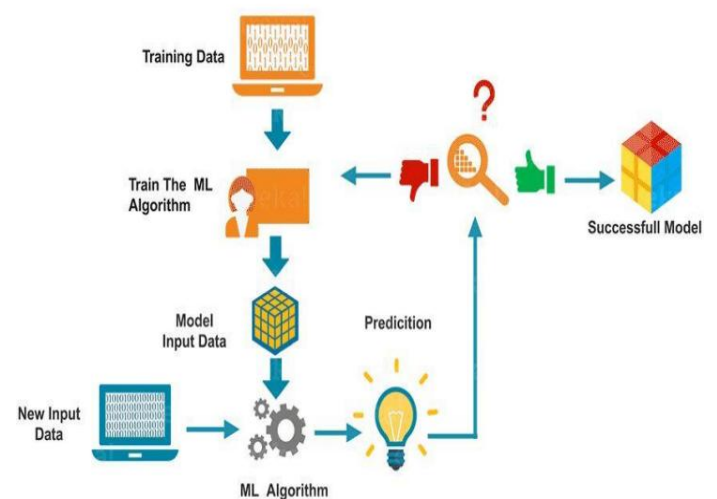 Training Data
Train The ML
Algorithm
?
Successfull Model
Model
Input Data
Predicition
New Input
Data
ML Algorithm